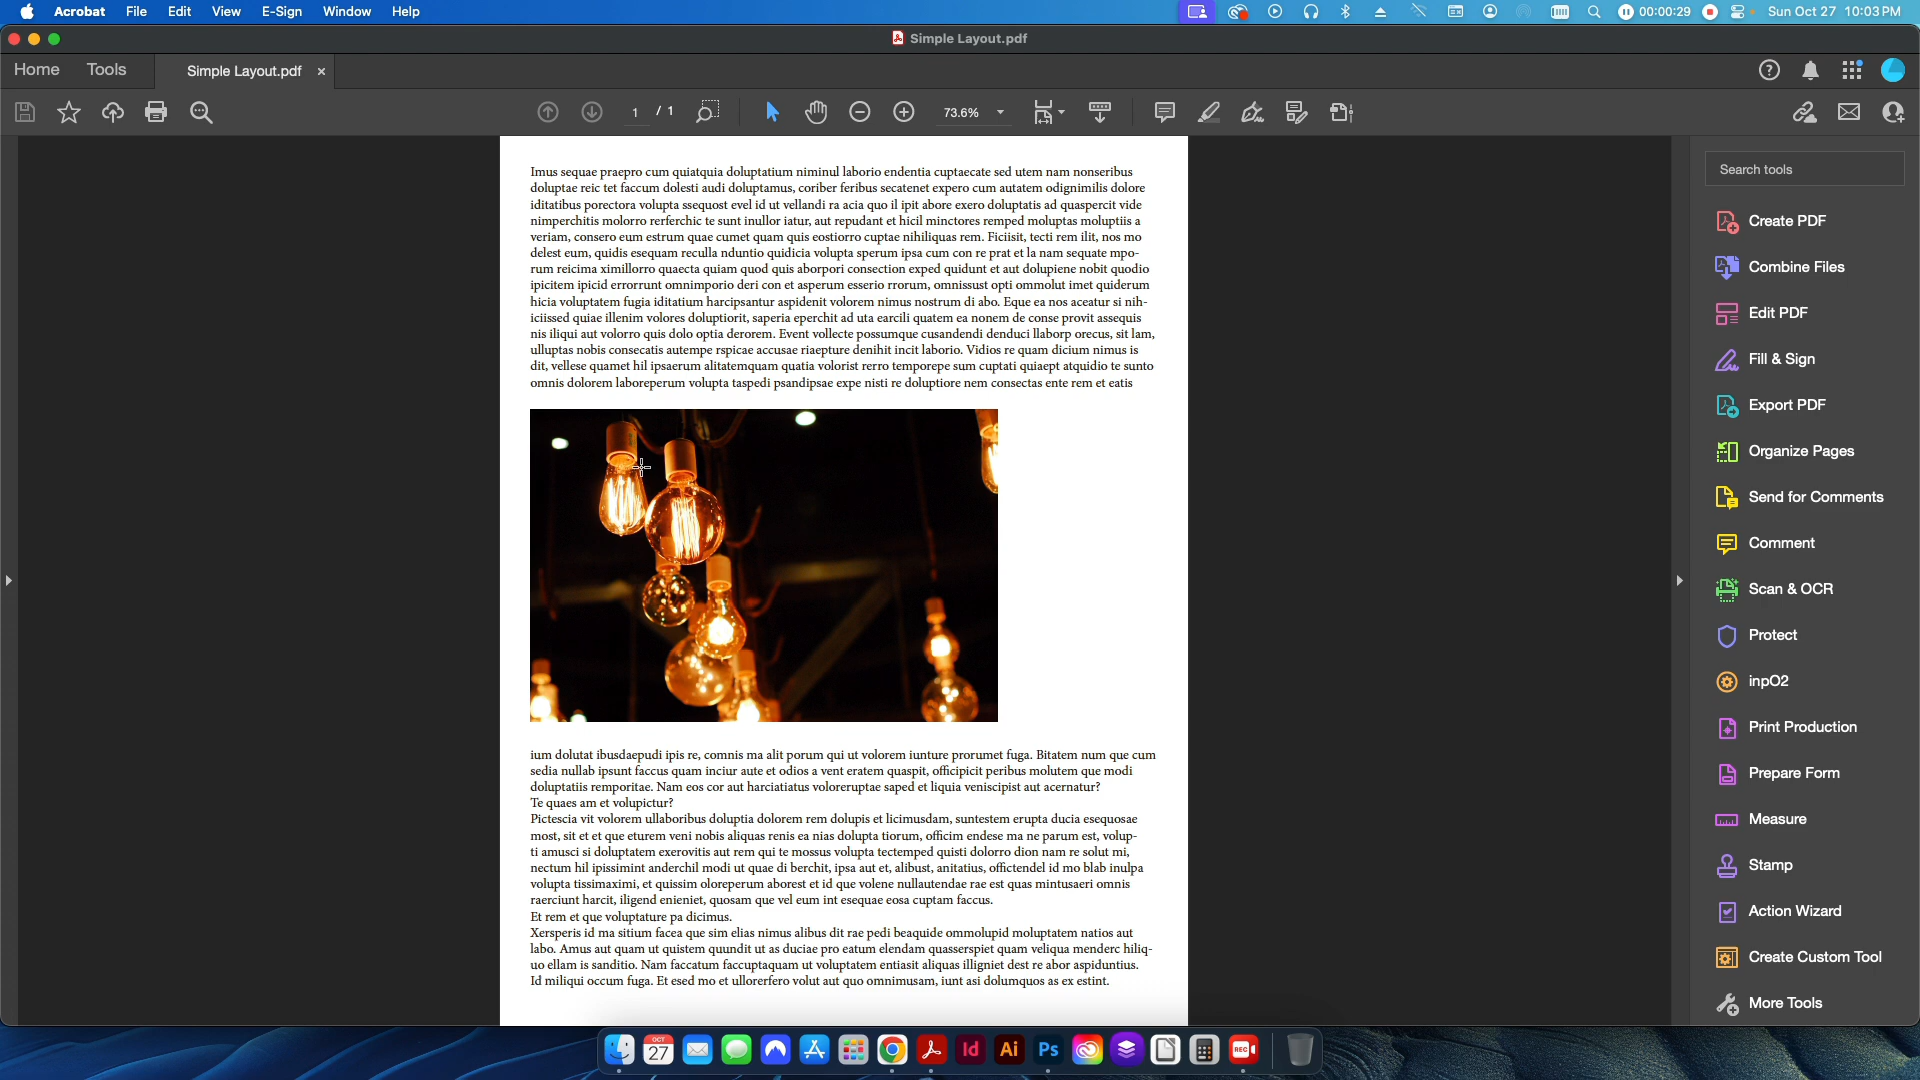 Acrobat File Edit View E-Sign Window Help 00:00:29 Sun Oct 27 10:03 PM
Simple Layout.pdf
Home Tools Simple Layout.pdf ×
1 / 1 73.6%
Imus sequae praepro cum quiatquia doluptatium niminul laborio endentia cuptaecate sed utem nam nonseribus
doluptae reic tet faccum dolesti audi doluptamus, coriber feribus secatenet expero cum autatem odignimilis dolore
iditatibus porectora volupta ssequost evel id ut vellandi ra acia quo il ipit abore exero doluptatis ad quaspercit vide
nimperchitis molorro rerferchic te sunt inullor iatur, aut repudant et hicil minctores remped moluptas moluptiis a
veriam, consero eum estrum quae cumet quam quis eostiorro cuptae nihiliquas rem. Ficiisit, tecti rem ilit, nos mo
delest eum, quidis esequam reculla nduntio quidicia volupta sperum ipsa cum con re prat et la nam sequate mpo-
rum reicima ximillorro quaecta quiam quod quis aborpori consection exped quidunt et aut dolupiene nobit quodio
ipicitem ipicid errorrunt omnimporio deri con et asperum esserio rrorum, omnissust opti ommolut imet quiderum
hicia voluptatem fugia iditatium harcipsantur aspidenit volorem nimus nostrum di abo. Eque ea nos aceatur si nih-
iciissed quiae illenim volores doluptiorit, saperia eperchit ad uta earcili quatem ea nonem de conse provit assequis
nis iliqui aut volorro quis dolo optia derorem. Event vollecte possumque cusandendi denduci llaborp orecus, sit lam,
ulluptas nobis consecatis autempe rspicae accusae riaepture denihit incit laborio. Vidios re quam dicium nimus is
dit, vellese quamet hil ipsaerum alitatemquam quatia volorist rerro temporepe sum cuptati quiaept atquidio te sunto
omnis dolorem laboreperum volupta taspedi psandipsae expe nisti re doluptiore nem consectas ente rem et eatis
ium dolutat ibusdaepudi ipis re, comnis ma alit porum qui ut volorem iunture prorumet fuga. Bitatem num que cum
sedia nullab ipsunt faccus quam inciur aute et odios a vent eratem quaspit, officipicit peribus molutem que modi
doluptatiis remporitae. Nam eos cor aut harciatiatus voloreruptae saped et liquia veniscipist aut acernatur?
Te quaes am et volupictur?
Pictescia vit volorem ullaboribus doluptia dolorem rem dolupis et licimusdam, suntestem erupta ducia esequosae
most, sit et et que eturem veni nobis aliquas renis ea nias dolupta tiorum, officim endese ma ne parum est, volup-
ti amusci si doluptatem exerovitis aut rem qui te mossus volupta tectemped quisti dolorro dion nam re solut mi,
nectum hil ipissimint anderchil modi ut quae di berchit, ipsa aut et, alibust, anitatius, offictendel id mo blab inulpa
volupta tissimaximi, et quissim oloreperum aborest et id que volene nullautendae rae est quas mintusaeri omnis
raerciunt harcit, iligend enieniet, quosam que vel eum int esequae eosa cuptam faccus.
Et rem et que voluptature pa dicimus.
Xersperis id ma sitium facea que sim elias nimus alibus dit rae pedi beaquide ommolupid moluptatem natios aut
labo. Amus aut quam ut quistem quundit ut as duciae pro eatum elendam quasserspiet quam veliqua menderc hiliq-
uo ellam is sanditio. Nam faccatum faccuptaquam ut voluptatem entiasit aliquas illigniet dest re abor aspiduntius.
Id miliqui occum fuga. Et esed mo et ullorerfero volut aut quo omnimusam, iunt asi dolumquos as ex estint.
Search tools
Create PDF
Combine Files
Edit PDF
Fill & Sign
Export PDF
Organize Pages
Send for Comments
Comment
Scan & OCR
Protect
inpO2
Print Production
Prepare Form
Measure
Stamp
Action Wizard
Create Custom Tool
More Tools
OCT
27 Id Ai Ps REC